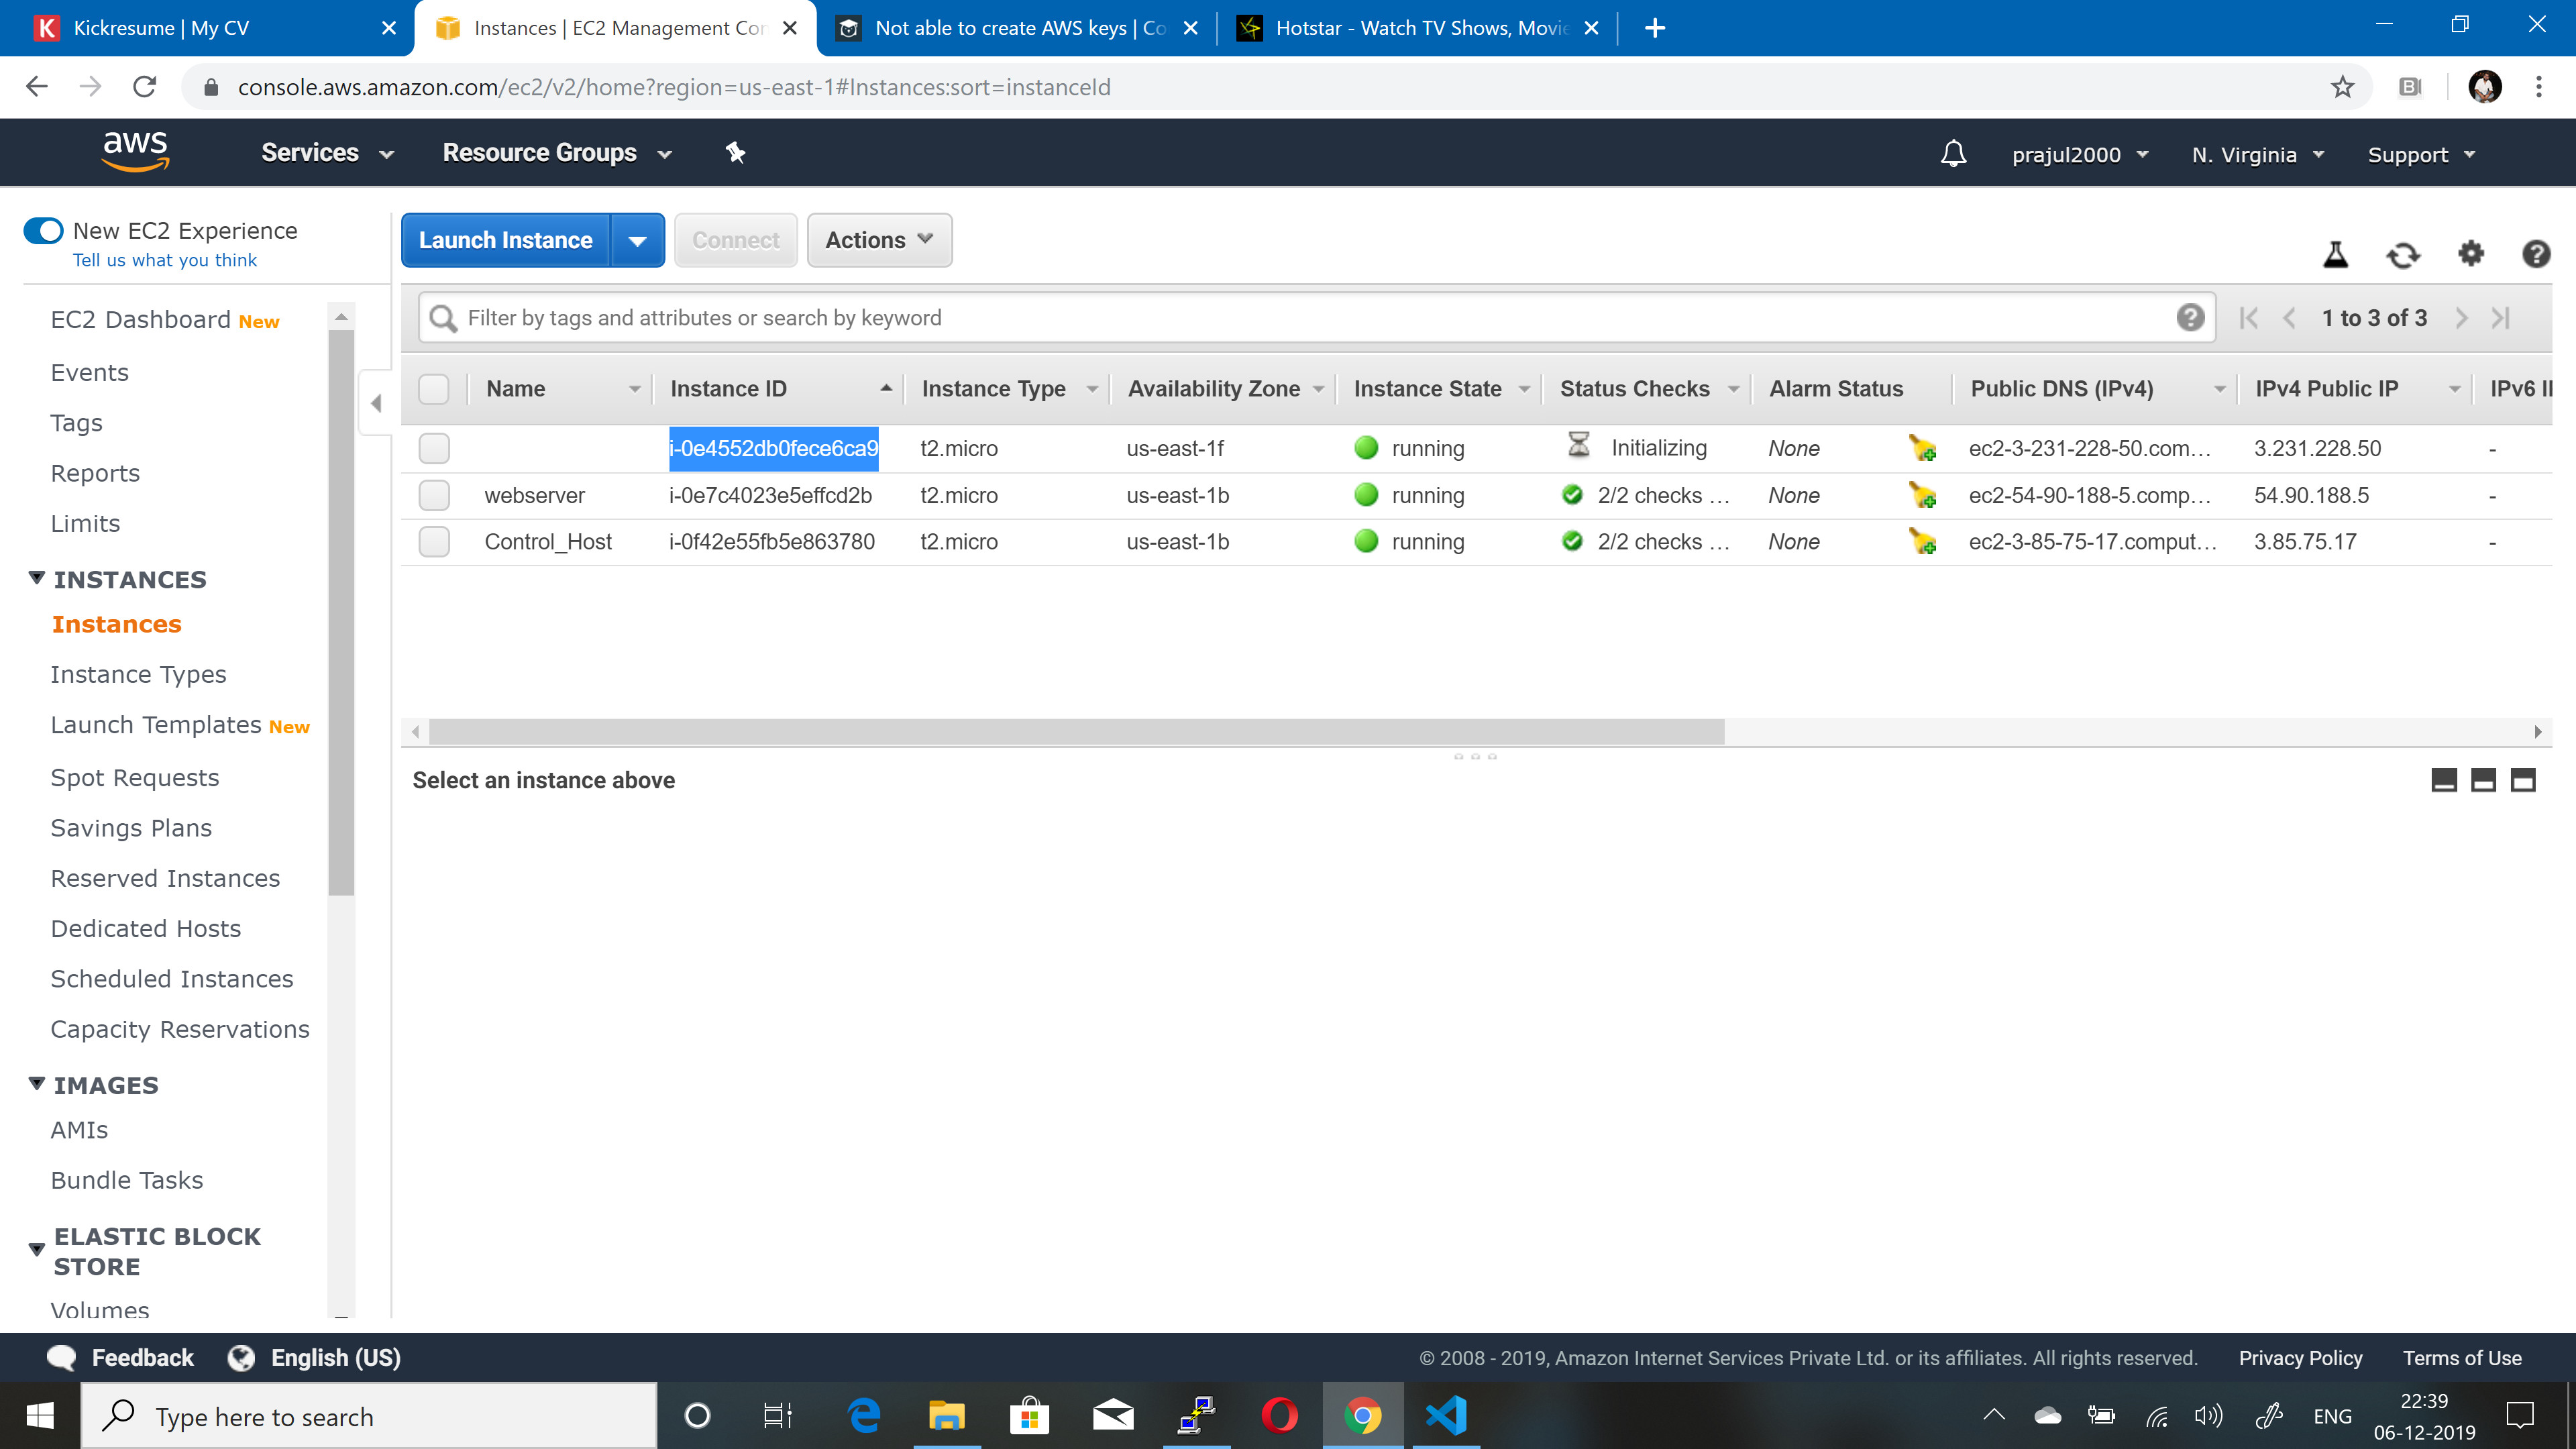 Kickresume | My CV
Instances | EC2 Management Con
Not able to create AWS keys | Co
Hotstar - Watch TV Shows, Movie
console.aws.amazon.com/ec2/v2/home?region=us-east-1#Instances:sort=instanceId
aws Services Resource Groups prajul2000 N. Virginia Support
New EC2 Experience
Tell us what you think
EC2 Dashboard New
Events
Tags
Reports
Limits
INSTANCES
Instances
Instance Types
Launch Templates New
Spot Requests
Savings Plans
Reserved Instances
Dedicated Hosts
Scheduled Instances
Capacity Reservations
IMAGES
AMIs
Bundle Tasks
ELASTIC BLOCK
STORE
Volumes
Launch Instance Connect Actions
Filter by tags and attributes or search by keyword 1 to 3 of 3
Name Instance ID Instance Type Availability Zone Instance State Status Checks Alarm Status Public DNS (IPv4) IPv4 Public IP IPv6 II
i-0e4552db0fece6ca9 t2.micro us-east-1f running Initializing None ec2-3-231-228-50.com... 3.231.228.50 -
webserver i-0e7c4023e5effcd2b t2.micro us-east-1b running 2/2 checks ... None ec2-54-90-188-5.comp... 54.90.188.5 -
Control_Host i-0f42e55fb5e863780 t2.micro us-east-1b running 2/2 checks ... None ec2-3-85-75-17.comput... 3.85.75.17 -
Select an instance above
Feedback English (US) © 2008 - 2019, Amazon Internet Services Private Ltd. or its affiliates. All rights reserved. Privacy Policy Terms of Use
Type here to search
ENG
22:39
06-12-2019